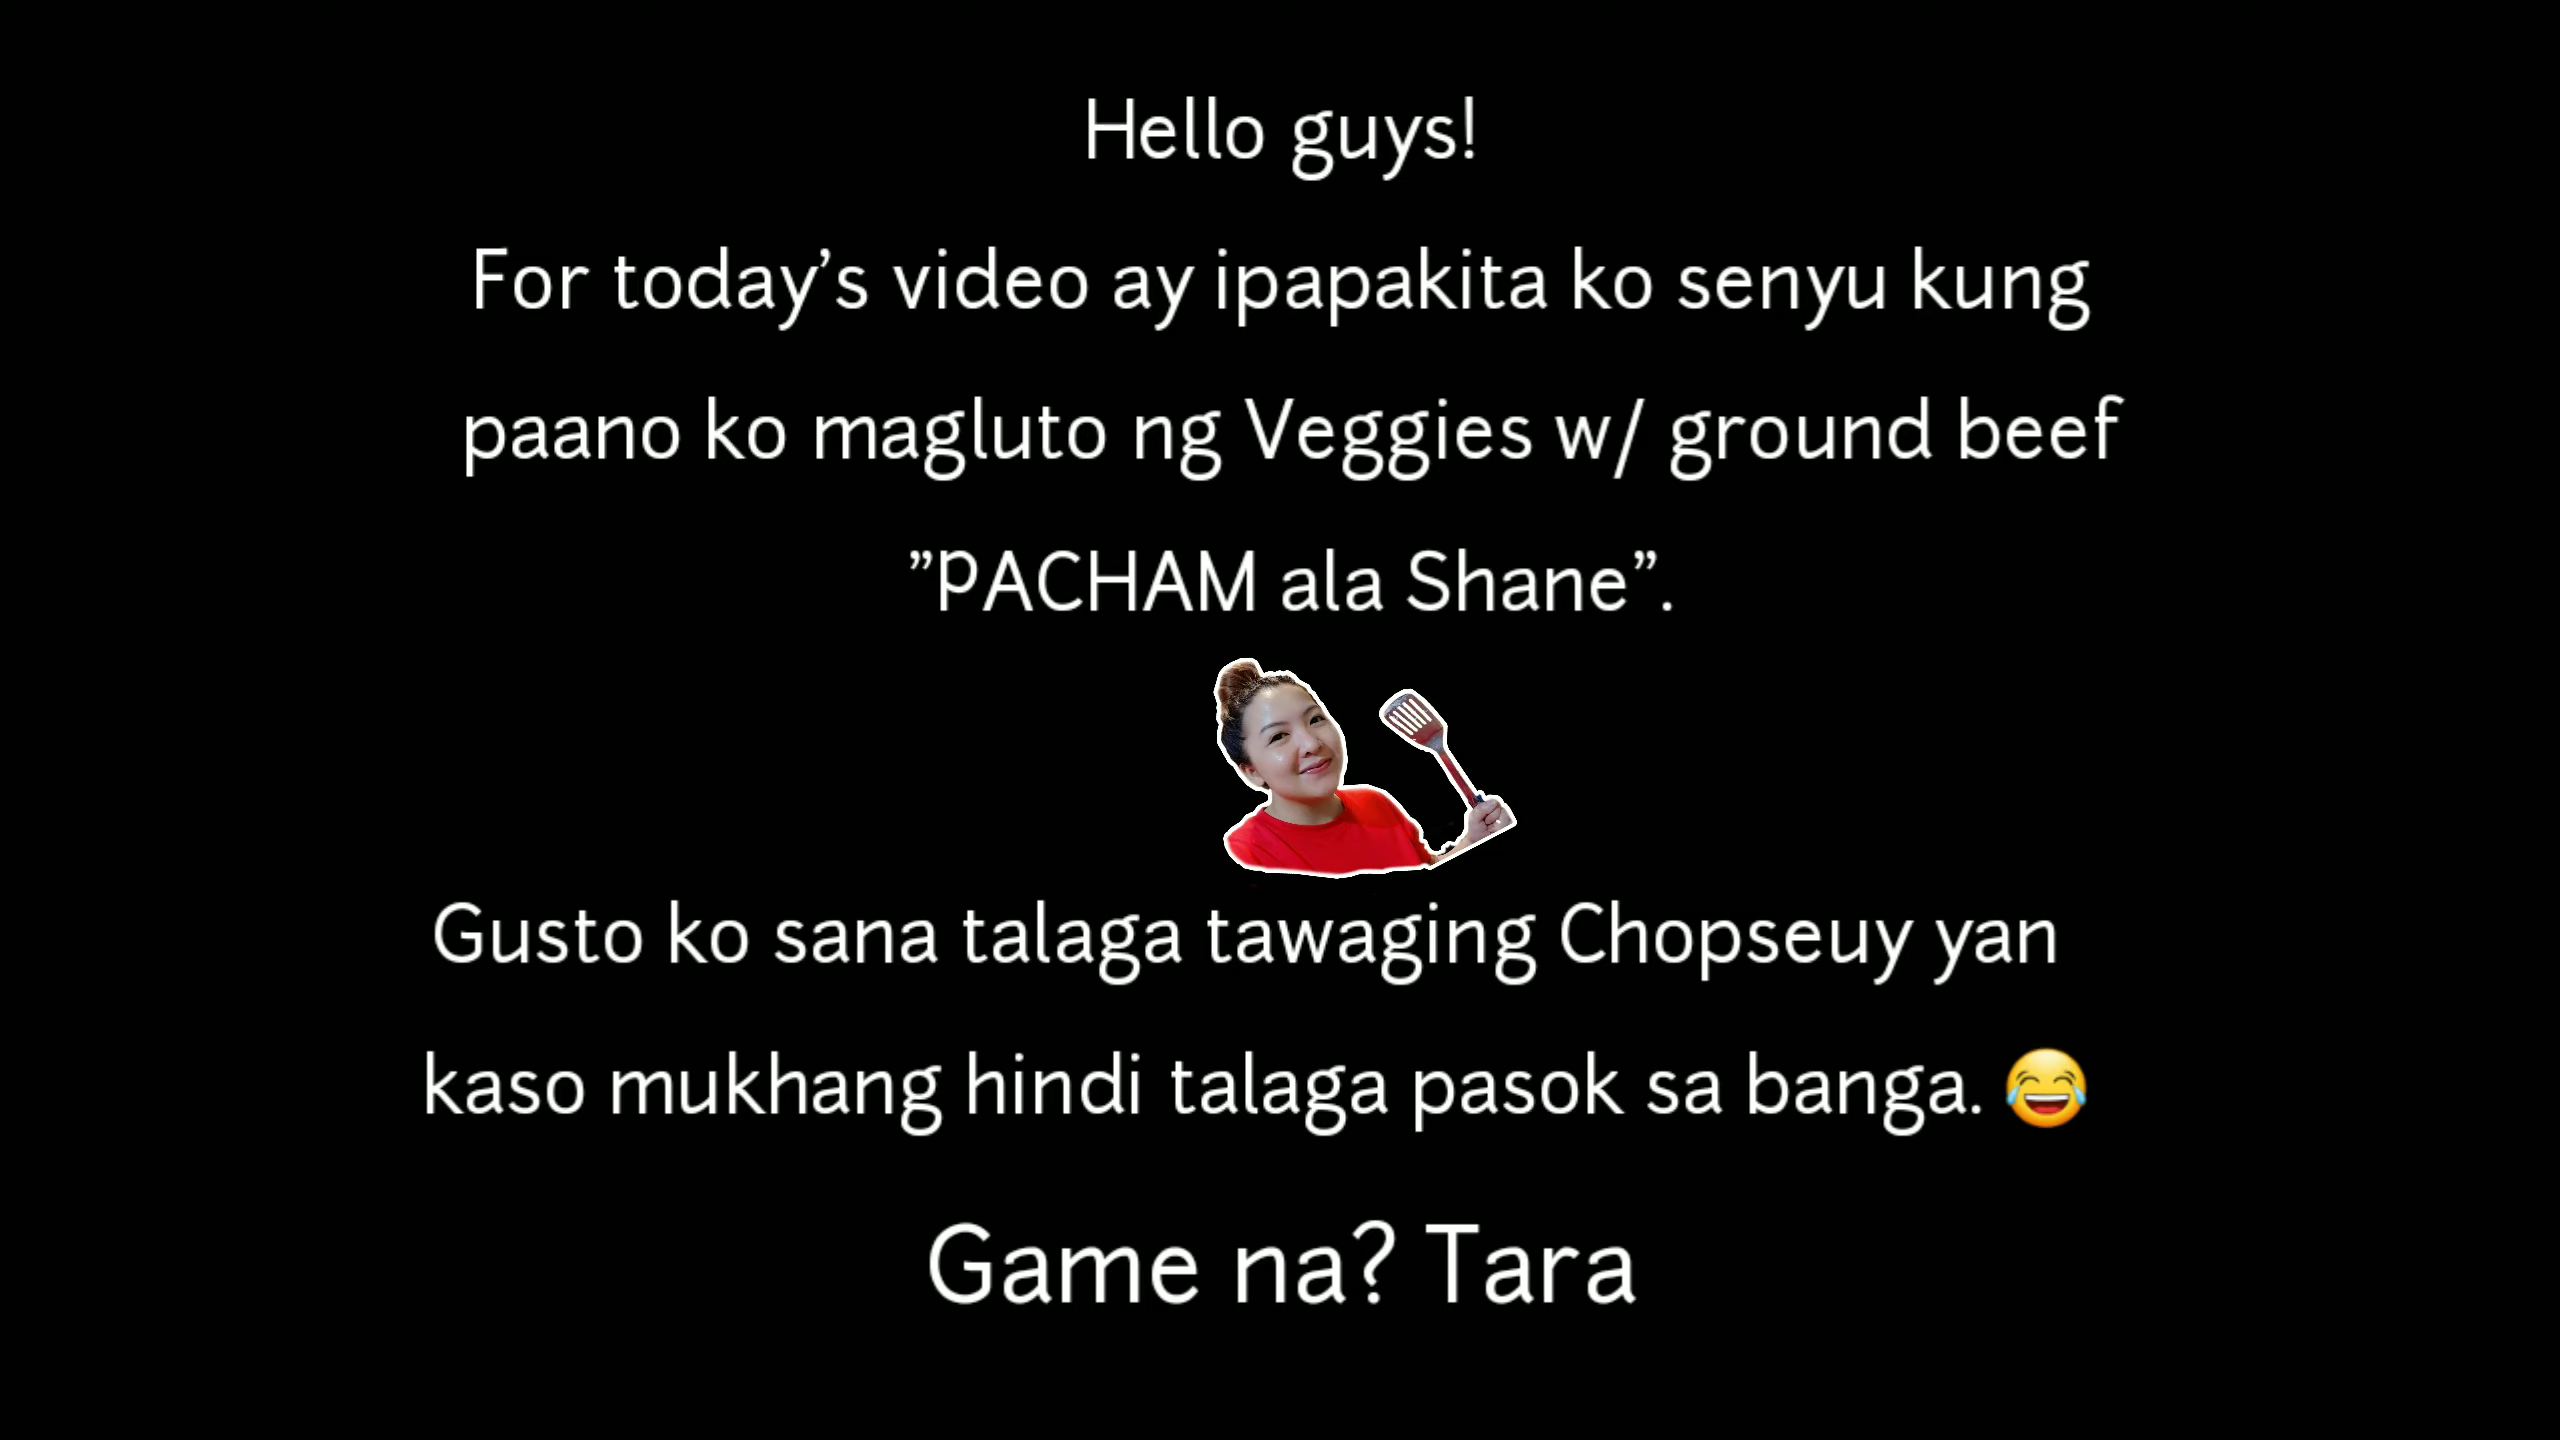 Hello guys!
For today’s video ay ipapakita ko senyu kung
paano ko magluto ng Veggies w/ ground beef
”PACHAM ala Shane”.
Gusto ko sana talaga tawaging Chopseuy yan
kaso mukhang hindi talaga pasok sa banga. 😂
Game na? Tara